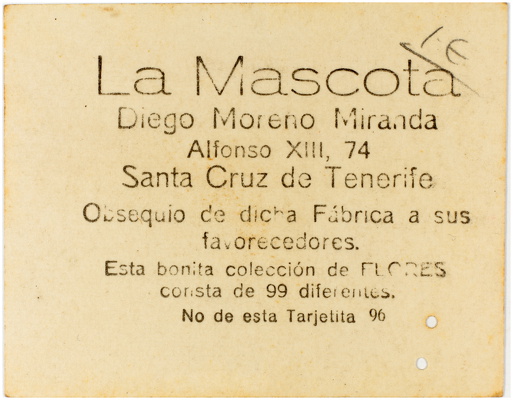 La Mascota
Diego Moreno Miranda
Alfonso XIII, 74
Santa Cruz de Tenerife
Obsequio de dicha Fábrica a sus
favorecedores.
Esta bonita colección de FLORES
consta de 99 diferentes.
No de esta Tarjetita 96